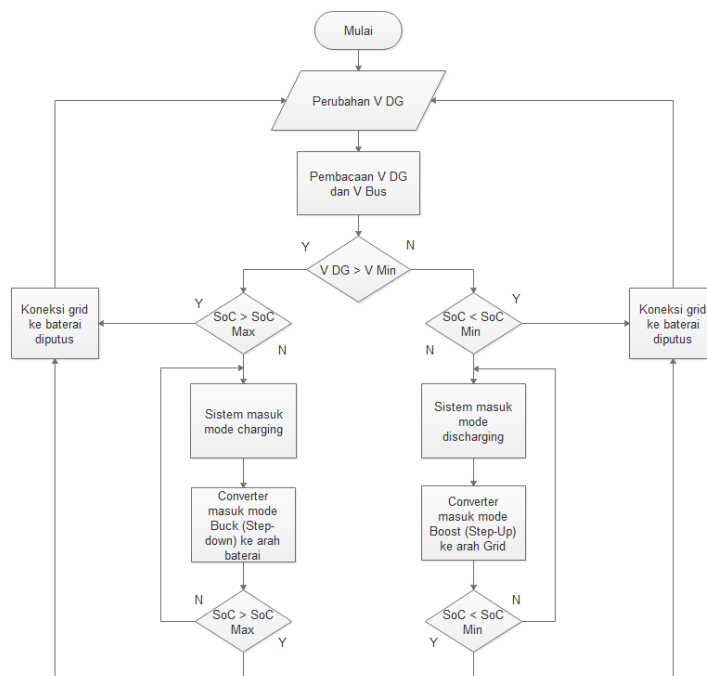 Mulai
Perubahan V DG
Pembacaan V DG
dan V Bus
Y
N
V DG > V Min
Y
Y
Koneksi grid
ke baterai
diputus
SoC > SoC
Max
SoC < SoC
Min
Koneksi grid
ke baterai
diputus
N
N
Sistem masuk
mode charging
Sistem masuk
mode
discharging
Converter
masuk mode
Buck (Step-
down) ke arah
baterai
Converter
masuk mode
Boost (Step-Up)
ke arah Grid
N
N
SoC > SoC
Max
SoC < SoC
Min
Y
Y